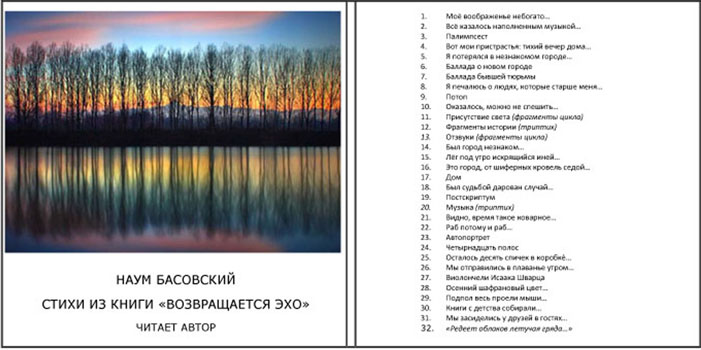 НАУМ БАСОВСКИЙ
СТИХИ ИЗ КНИГИ «ВОЗВРАЩАЕТСЯ ЭХО»
ЧИТАЕТ АВТОР
1. Моё воображенье небогато…
2. Всё казалось наполненным музыкой…
3. Палимпсест
4. Вот мои пристрастья: тихий вечер дома…
5. Я потерялся в незнакомом городе…
6. Баллада о новом городе
7. Баллада бывшей тюрьмы
8. Я печалюсь о людях, которые старше меня…
9. Потоп
10. Оказалось, можно не спешить…
11. Присутствие света (фрагменты цикла)
12. Фрагменты истории (триптих)
13. Отзвуки (фрагменты цикла)
14. Был город незнаком…
15. Лёг под утро искрящийся иней…
16. Это город, от шиферных кровель седой…
17. Дом
18. Был судьбой дарован случай…
19. Постскриптум
20. Музыка (триптих)
21. Видно, время такое коварное…
22. Раб потому и раб…
23. Автопортрет
24. Четырнадцать полос
25. Осталось десять спичек в коробке…
26. Мы отправились в плаванье утром…
27. Виолончели Исаака Шварца
28. Осенний шафрановый цвет…
29. Подпол весь проели мыши…
30. Книги с детства собирали…
31. Мы засиделись у друзей в гостях…
32. «Редеет облаков летучая гряда…»